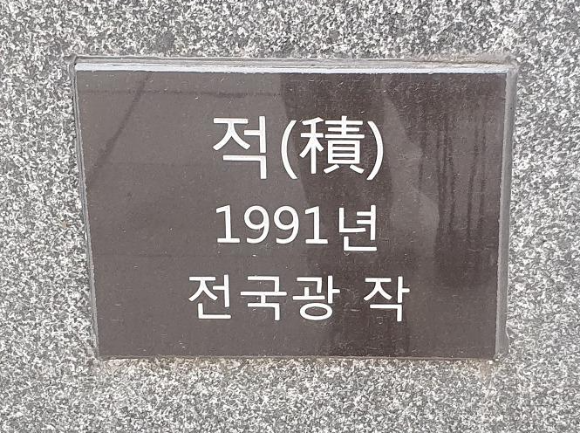 적(積)
1991년
전국광 작